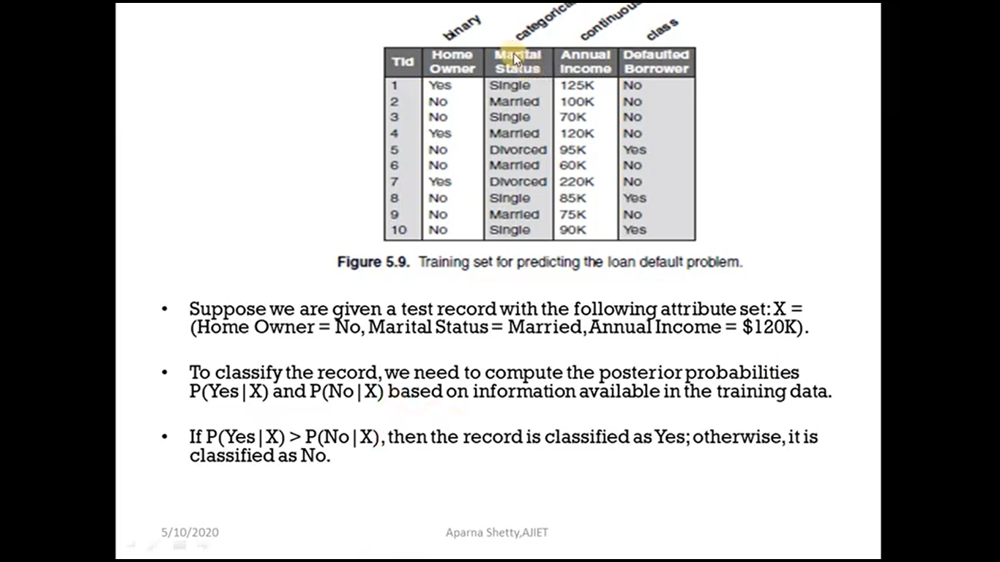 binary categorical continuous class
Tid Home Owner Marital Status Annual Income Defaulted Borrower
1 Yes Single 125K No
2 No Married 100K No
3 No Single 70K No
4 Yes Married 120K No
5 No Divorced 95K Yes
6 No Married 60K No
7 Yes Divorced 220K No
8 No Single 85K Yes
9 No Married 75K No
10 No Single 90K Yes
Figure 5.9. Training set for predicting the loan default problem.
• Suppose we are given a test record with the following attribute set: X =
(Home Owner = No, Marital Status = Married, Annual Income = $120K).
• To classify the record, we need to compute the posterior probabilities
P(Yes|X) and P(No|X) based on information available in the training data.
• If P(Yes|X) > P(No|X), then the record is classified as Yes; otherwise, it is
classified as No.
5/10/2020
Aparna Shetty,AJIET